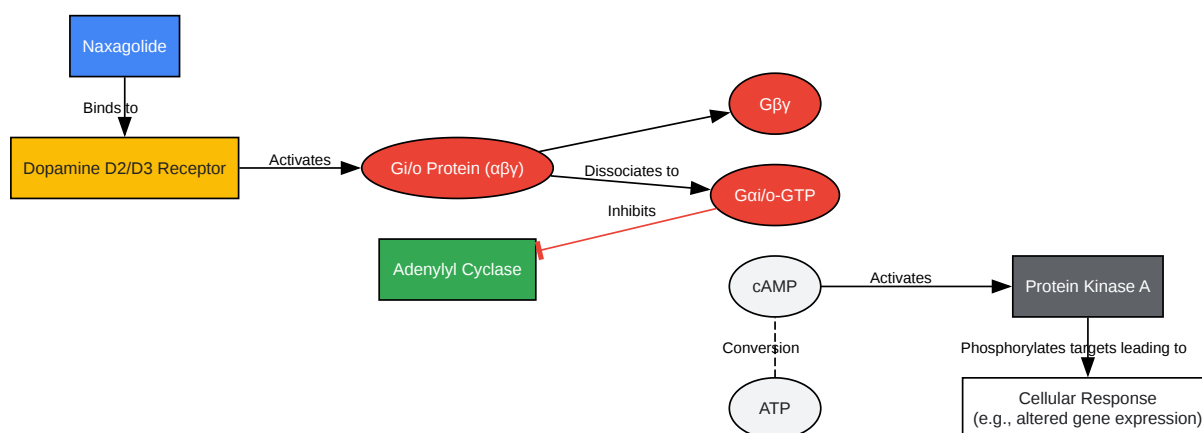 Naxagolide
Binds to
Dopamine D2/D3 Receptor
Activates
Gi/o Protein (αβγ)
Gβγ
Dissociates to
Gαi/o-GTP
Inhibits
Adenylyl Cyclase
cAMP
Activates
Protein Kinase A
Conversion
Phosphorylates targets leading to
ATP
Cellular Response
(e.g., altered gene expression)